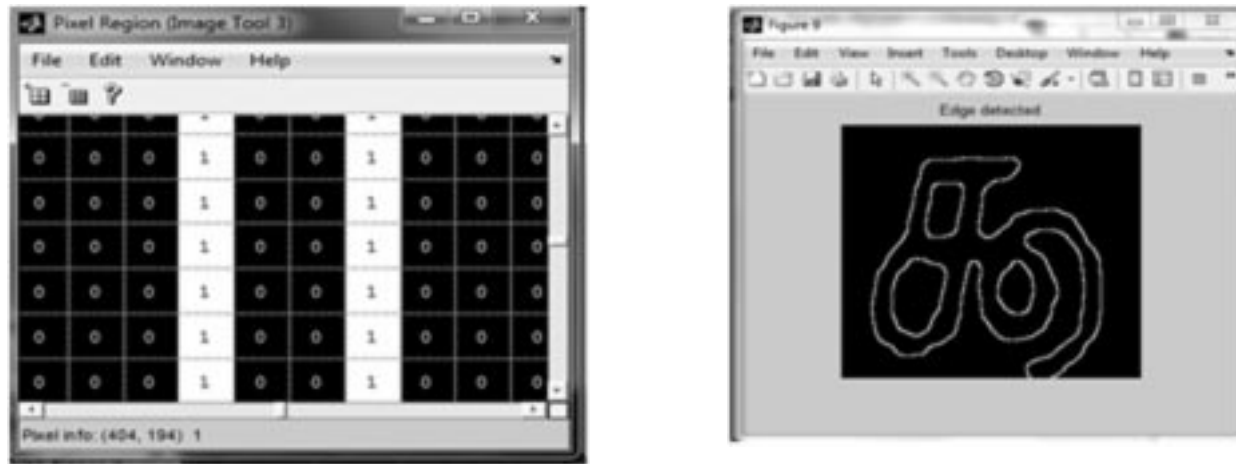 Pixel Region (Image Tool 3)
File Edit Window Help
0 0 0 1 0 0 1 0 0 0
0 0 0 1 0 0 1 0 0 0
0 0 0 1 0 0 1 0 0 0
0 0 0 1 0 0 1 0 0 0
0 0 0 1 0 0 1 0 0 0
0 0 0 1 0 0 1 0 0 0
Pixel info: (404, 194) 1
Figure 9
File Edit View Insert Tools Desktop Window Help
Edge detected